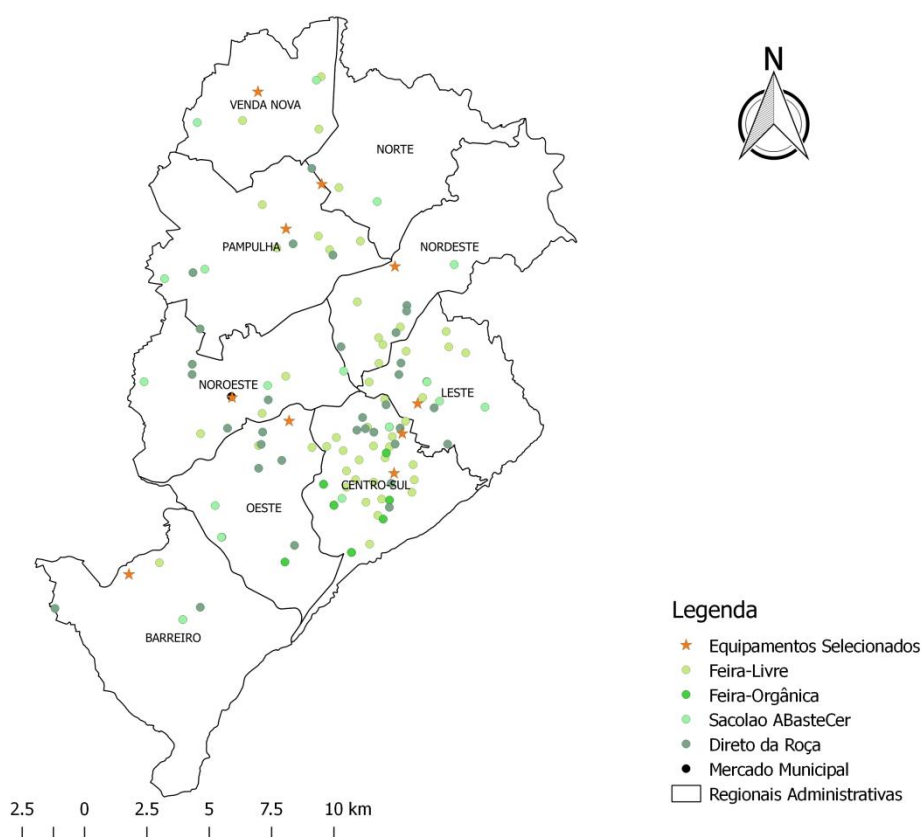 N
VENDA NOVA
NORTE
PAMPULHA
NORDESTE
NOROESTE
LESTE
CENTRO-SUL
OESTE
BARREIRO
Legenda
Equipamentos Selecionados
Feira-Livre
Feira-Orgânica
Sacolao ABasteCer
Direto da Roça
Mercado Municipal
Regionais Administrativas
2.5 0 2.5 5 7.5 10 km